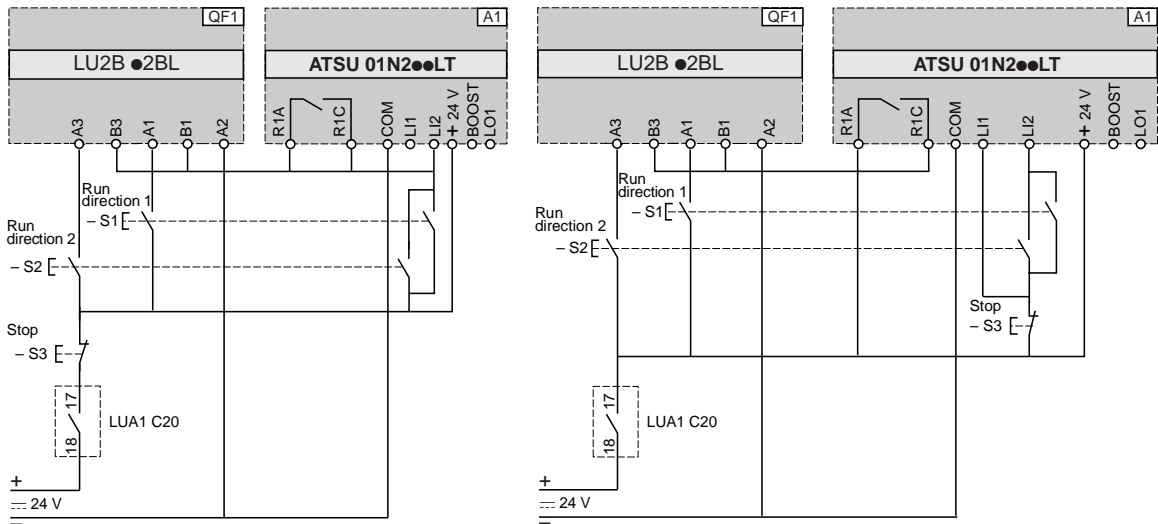 QF1
LU2B ●2BL
A3
B3
A1
B1
A2
A1
ATSU 01N2●●LT
R1A
R1C
COM
LI1
LI2
+ 24 V
BOOST
LO1
Run
direction 1
– S1
Run
direction 2
– S2
Stop
– S3
17
18
LUA1 C20
+
24 V
–
QF1
LU2B ●2BL
A3
B3
A1
B1
A2
A1
ATSU 01N2●●LT
R1A
R1C
COM
LI1
LI2
+ 24 V
BOOST
LO1
Run
direction 1
– S1
Run
direction 2
– S2
Stop
– S3
17
18
LUA1 C20
+
24 V
–